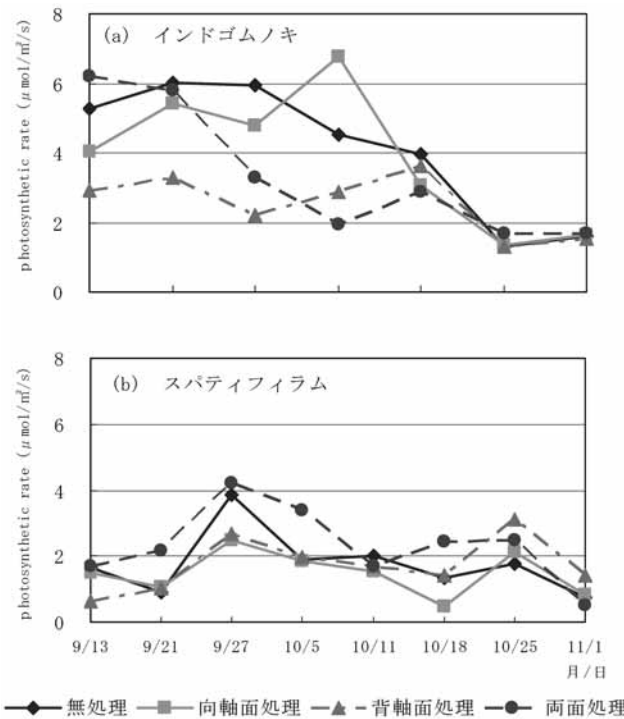 8
(a) インドゴムノキ
6
4
2
0
photosynthetic rate (μmol/㎡/s)
8
(b) スパティフィラム
6
4
2
0
photosynthetic rate (μmol/㎡/s)
9/13 9/21 9/27 10/5 10/11 10/18 10/25 11/1
月/日
無処理 向軸面処理 背軸面処理 両面処理